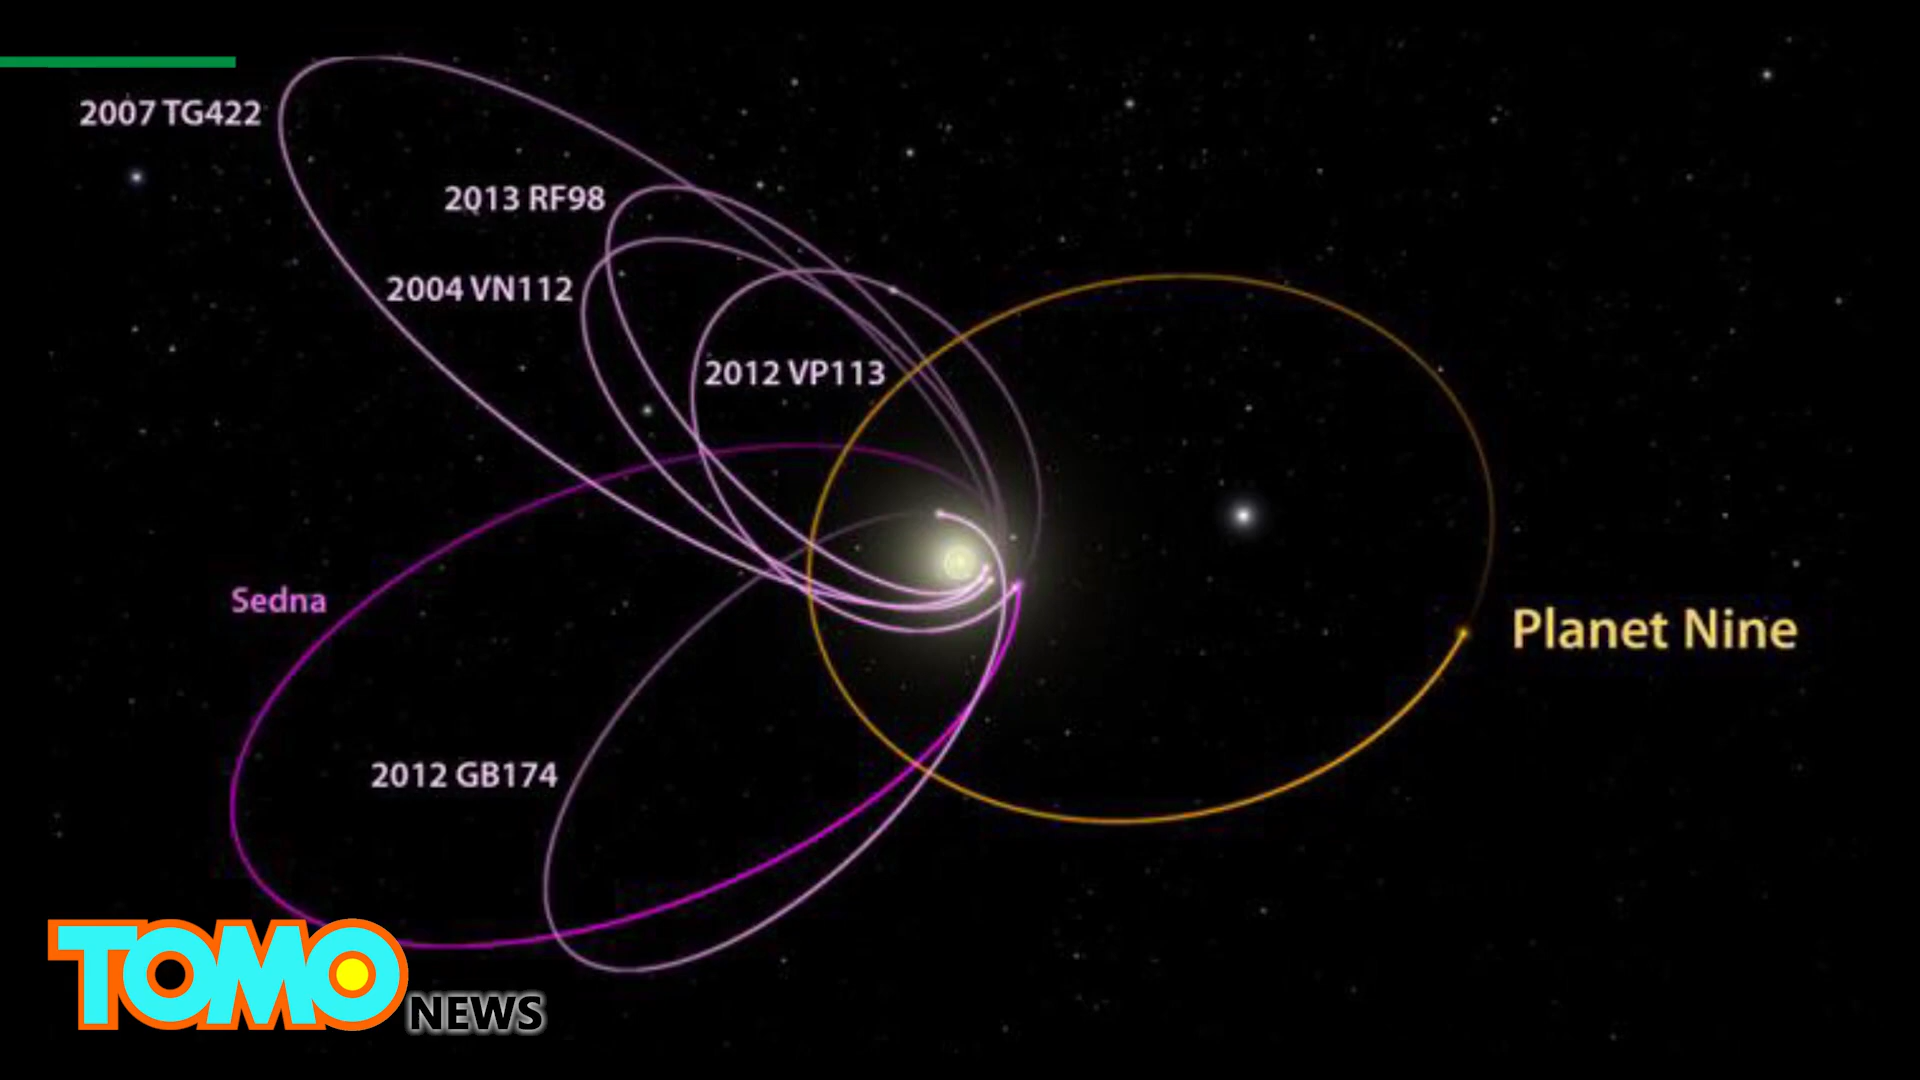 2007 TG422
2013 RF98
2004 VN112
2012 VP113
Sedna
Planet Nine
2012 GB174
TOMO
NEWS